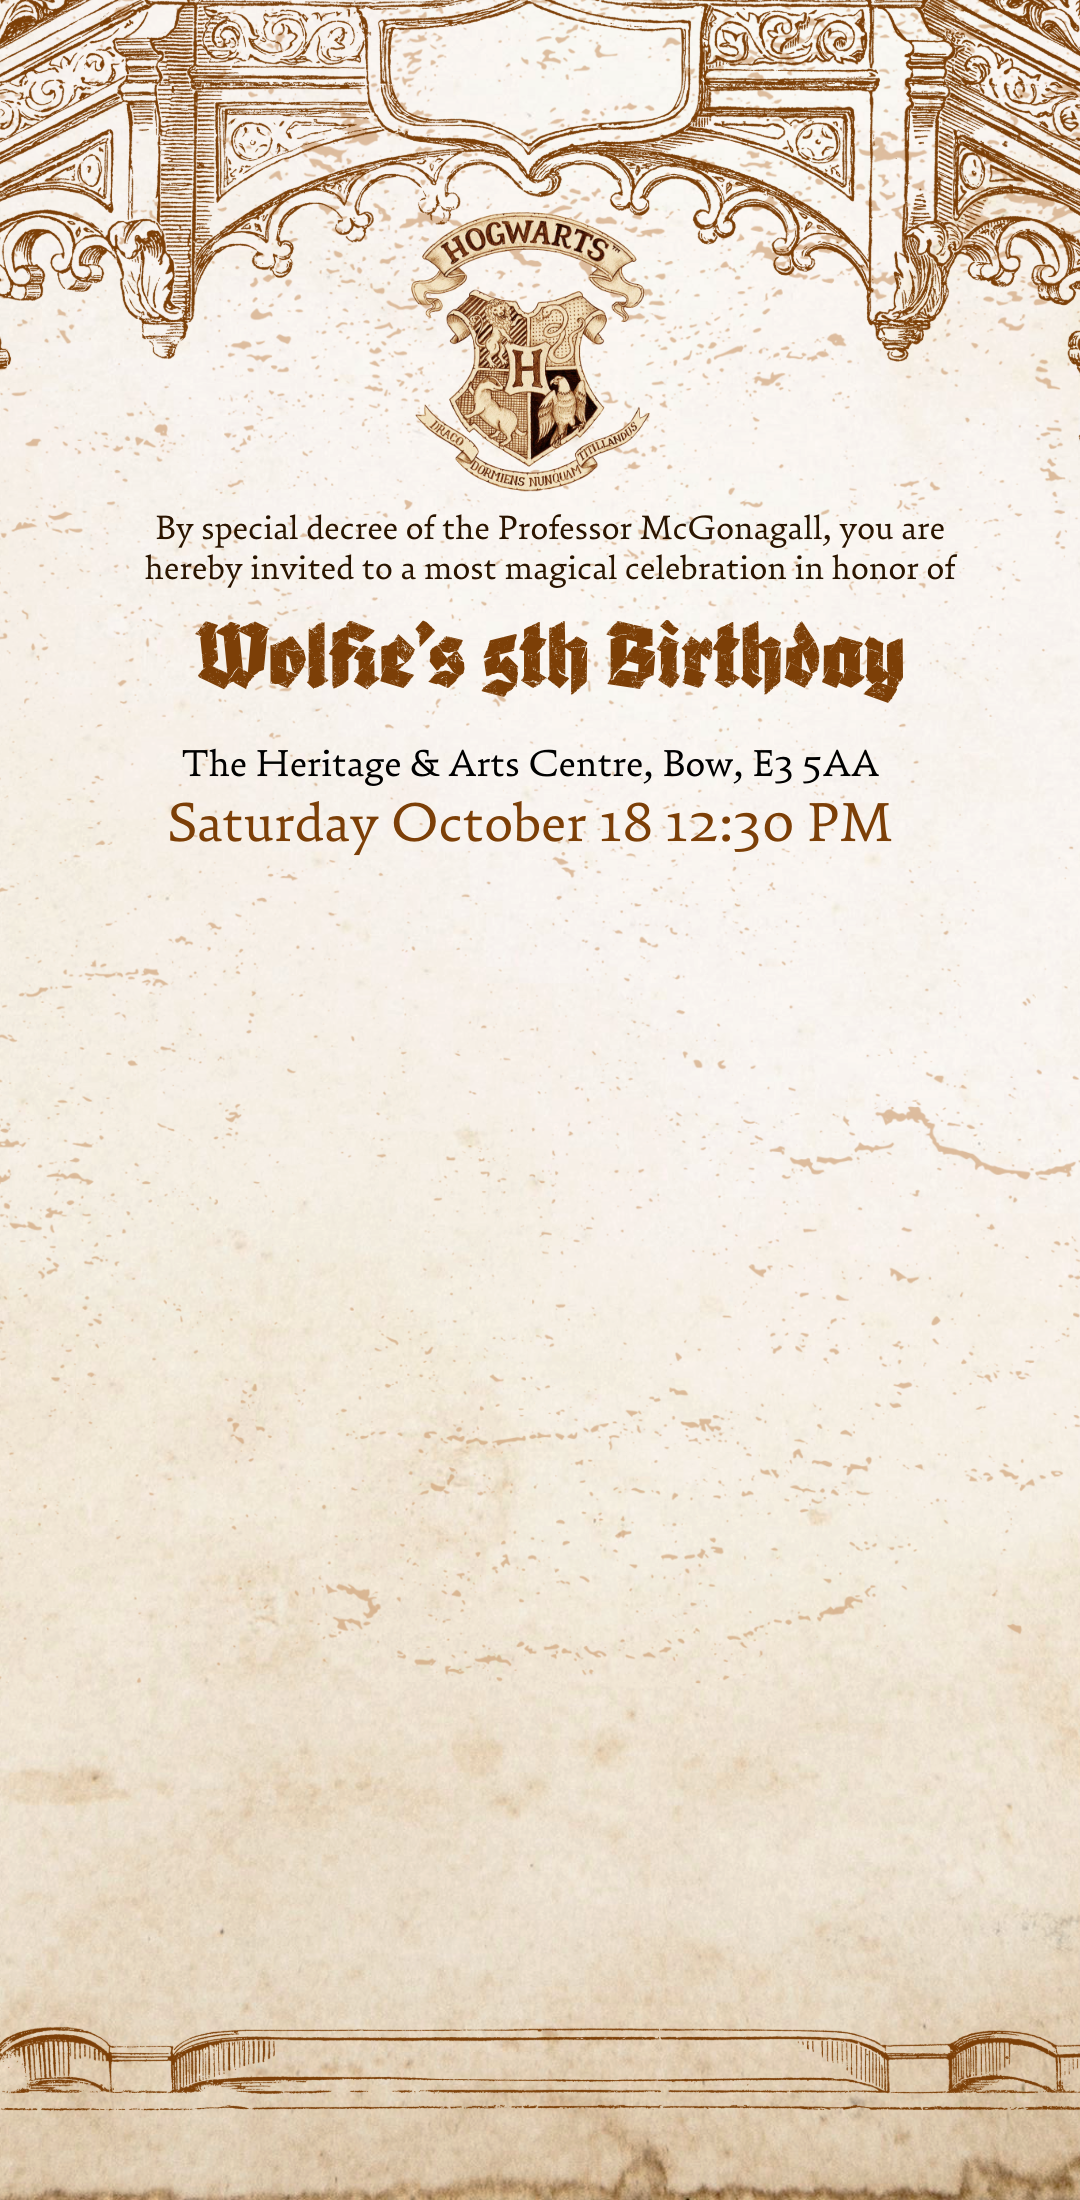 HOGWARTS™
H
DRACO DORMIENS NUNQUAM TITILLANDUS
By special decree of the Professor McGonagall, you are
hereby invited to a most magical celebration in honor of
Wolfie's 5th Birthday
The Heritage & Arts Centre, Bow, E3 5AA
Saturday October 18 12:30 PM